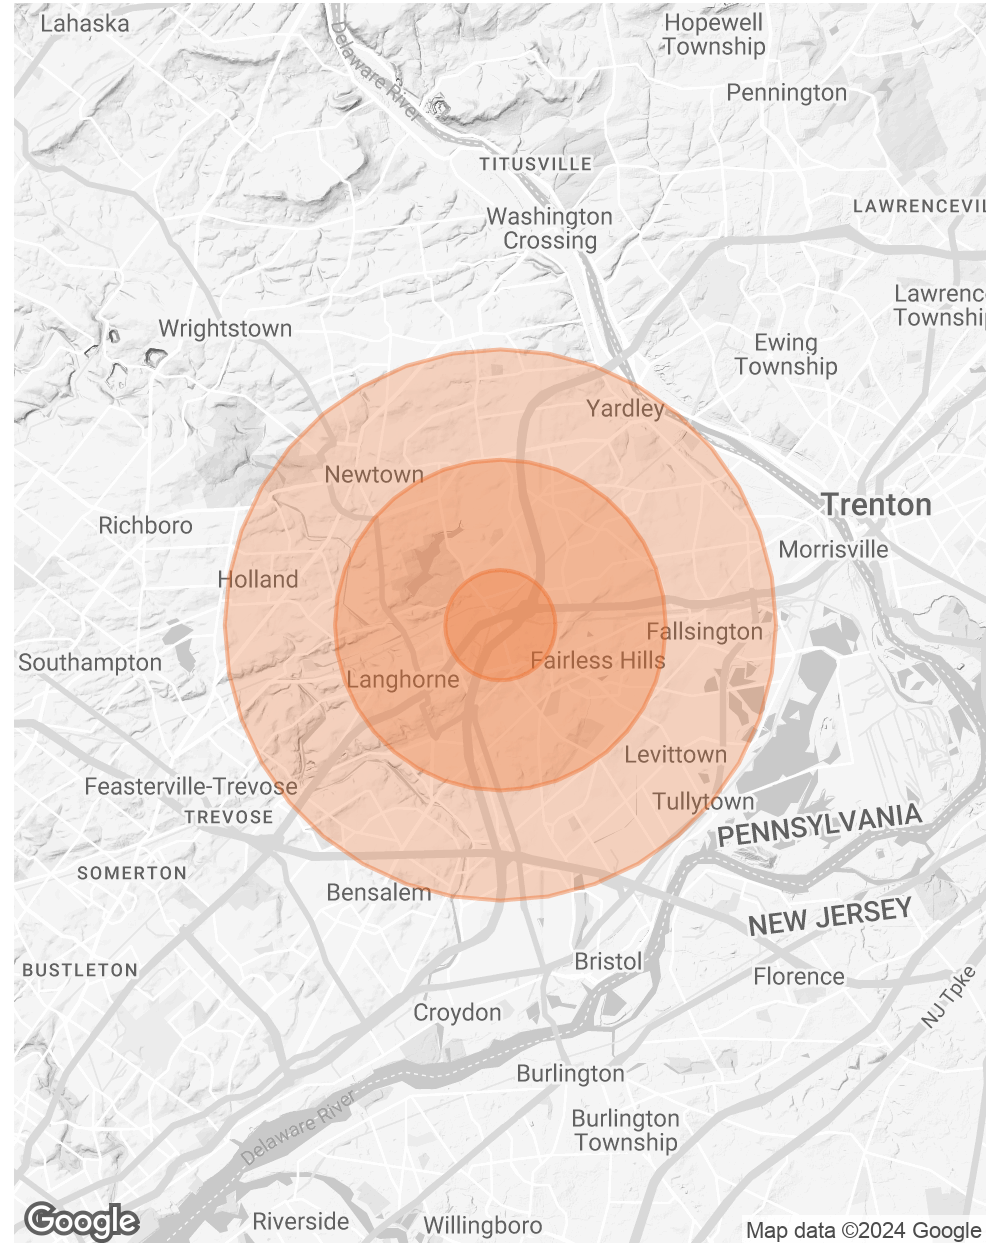 Lahaska
Hopewell
Township
Delaware River
Pennington
TITUSVILLE
LAWRENCEVIL
Washington
Crossing
Lawrenc
Township
Wrightstown
Ewing
Township
Yardley
Newtown
Trenton
Richboro
Morrisville
Holland
Fallsington
Southampton
Fairless Hills
Langhorne
Levittown
Feasterville-Trevose
Tullytown
TREVOSE
PENNSYLVANIA
SOMERTON
Bensalem
NEW JERSEY
BUSTLETON
Bristol
Florence
NJ Tpke
Croydon
Burlington
Delaware River
Burlington
Township
Google
Riverside
Willingboro
Map data ©2024 Google